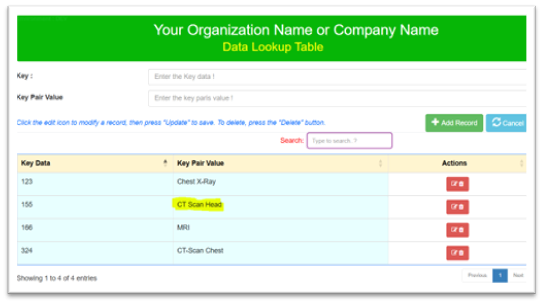 Your Organization Name or Company Name
Data Lookup Table
Key :
Enter the Key data !
Key Pair Value
Enter the key paris value !
Click the edit icon to modify a record, then press "Update" to save. To delete, press the "Delete" button.
Add Record
Cancel
Search: Type to search ?
Key Data Key Pair Value Actions
123 Chest X-Ray
155 CT Scan Head
166 MRI
324 CT-Scan Chest
Showing 1 to 4 of 4 entries
Previous 1 Next